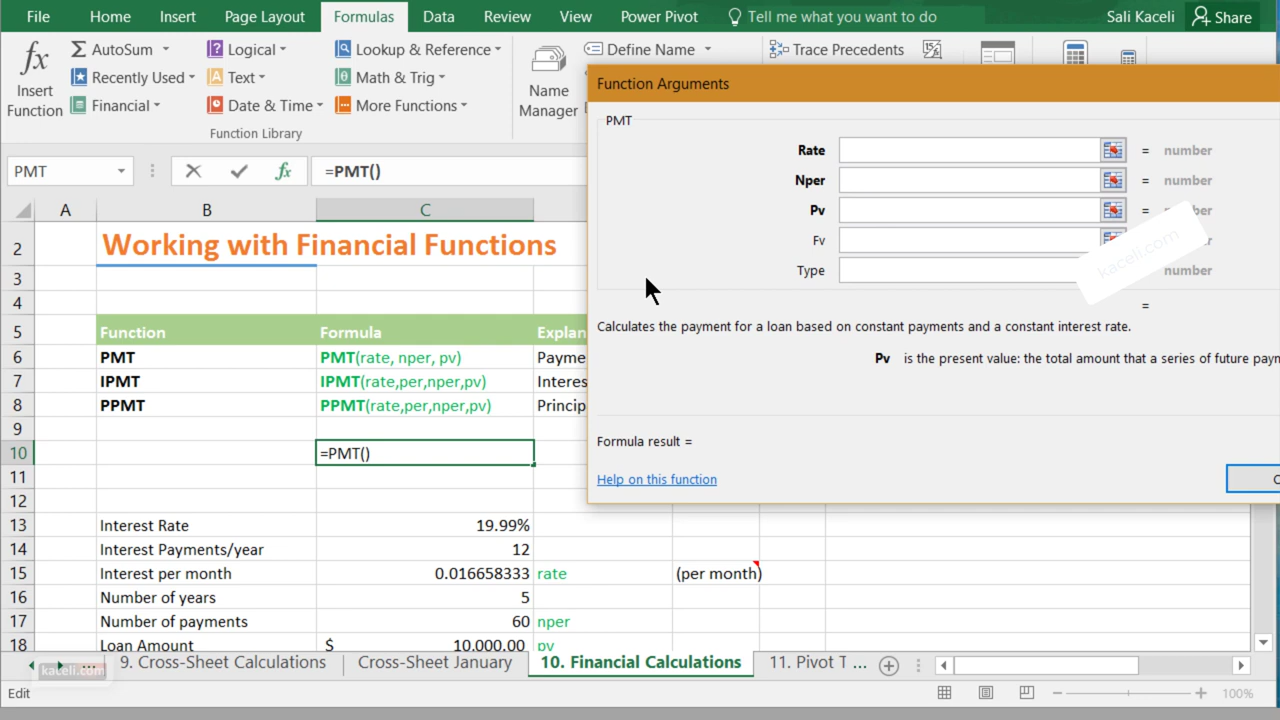 File Home Insert Page Layout Formulas Data Review View Power Pivot Tell me what you want to do Sali Kaceli Share
fx Σ AutoSum Logical Lookup & Reference Define Name Trace Precedents
Recently Used Text Math & Trig
Insert Function Financial Date & Time More Functions Name Manager
Function Library
PMT fx =PMT()
A B C
2 Working with Financial Functions
3
4
5 Function Formula Explan
6 PMT PMT(rate, nper, pv) Payme
7 IPMT IPMT(rate,per,nper,pv) Interes
8 PPMT PPMT(rate,per,nper,pv) Princip
9
10 =PMT()
11
12
13 Interest Rate 19.99%
14 Interest Payments/year 12
15 Interest per month 0.016658333 rate (per month)
16 Number of years 5
17 Number of payments 60 nper
18 Loan Amount $ 10,000.00 pv
Function Arguments
PMT
Rate = number
Nper = number
Pv = number
Fv
Type number
=
Calculates the payment for a loan based on constant payments and a constant interest rate.
Pv is the present value: the total amount that a series of future paym
Formula result =
Help on this function
kaceli.com
... 9. Cross-Sheet Calculations Cross-Sheet January 10. Financial Calculations 11. Pivot T ...
kaceli.com
Edit 100%